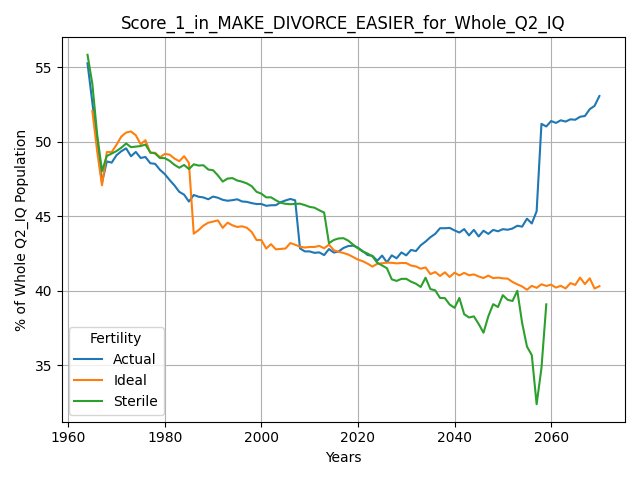 Score_1_in_MAKE_DIVORCE_EASIER_for_Whole_Q2_IQ
% of Whole Q2_IQ Population
55
50
45
40
35
Fertility
Actual
Ideal
Sterile
1960 1980 2000 2020 2040 2060
Years